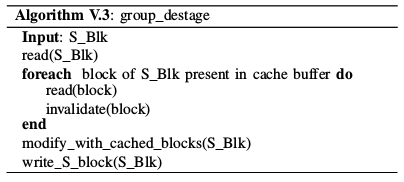 Algorithm V.3: group_destage
Input: S_Blk
read(S_Blk)
foreach block of S_Blk present in cache buffer do
read(block)
invalidate(block)
end
modify_with_cached_blocks(S_Blk)
write_S_block(S_Blk)